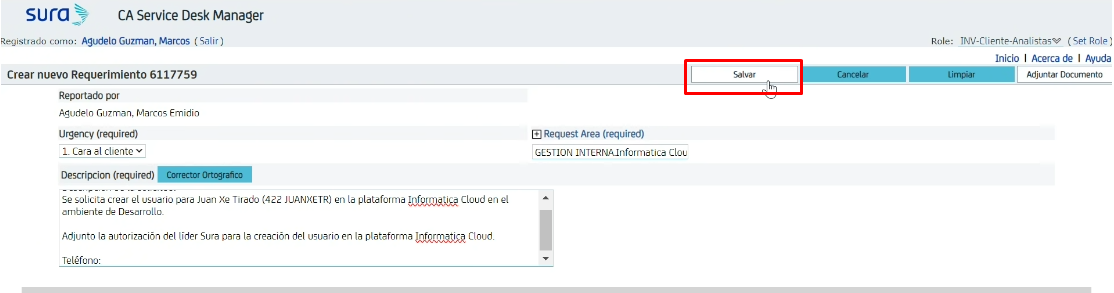 sura CA Service Desk Manager
Registrado como: Agudelo Guzman, Marcos (Salir) Role: INV-Cliente-Analistas (Set Role)
Inicio | Acerca de | Ayuda
Crear nuevo Requerimiento 6117759 Salvar Cancelar Limpiar Adjuntar Documento
Reportado por
Agudelo Guzman, Marcos Emidio
Urgency (required) Request Area (required)
1. Cara al cliente GESTION INTERNA.Informatica Clou
Descripcion (required) Corrector Ortografico
Se solicita crear el usuario para Juan Xe Tirado (422 JUANXETR) en la plataforma Informatica Cloud en el
ambiente de Desarrollo.
Adjunto la autorización del líder Sura para la creación del usuario en la plataforma Informatica Cloud.
Teléfono: